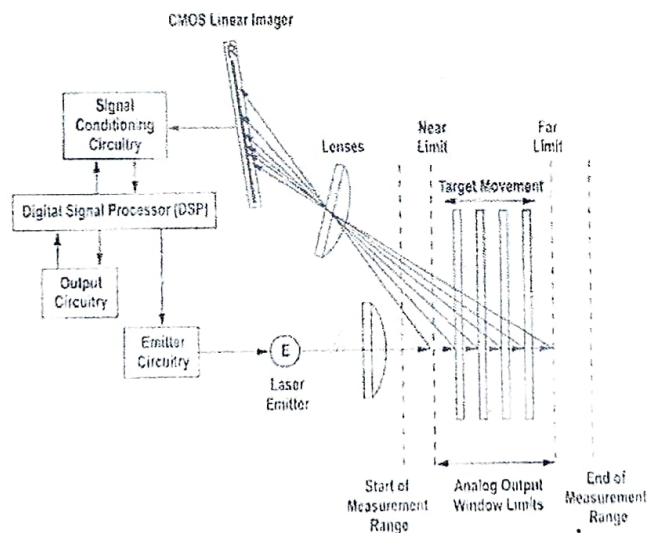 CMOS Linear Imager
R
Signal
Conditioning
Circuitry
Lenses
Near
Limit
Far
Limit
Target Movement
Digital Signal Processor (DSP)
Output
Circuitry
Emitter
Circuitry
E
Laser
Emitter
Start of
Measurement
Range
Analog Output
Window Limits
End of
Measurement
Range